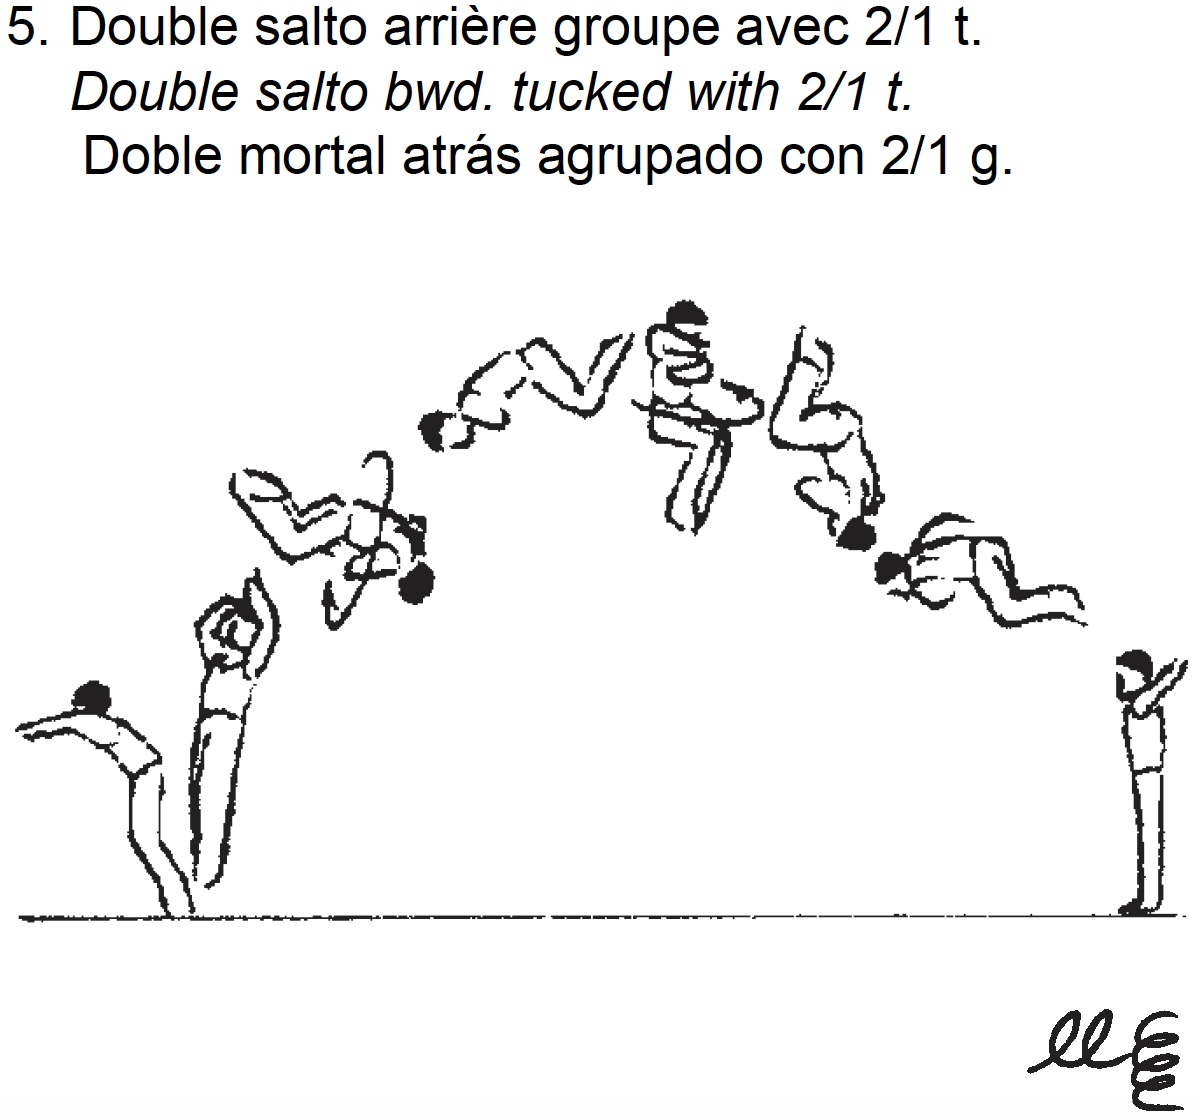 5. Double salto arrière groupe avec 2/1 t.
Double salto bwd. tucked with 2/1 t.
Doble mortal atrás agrupado con 2/1 g.